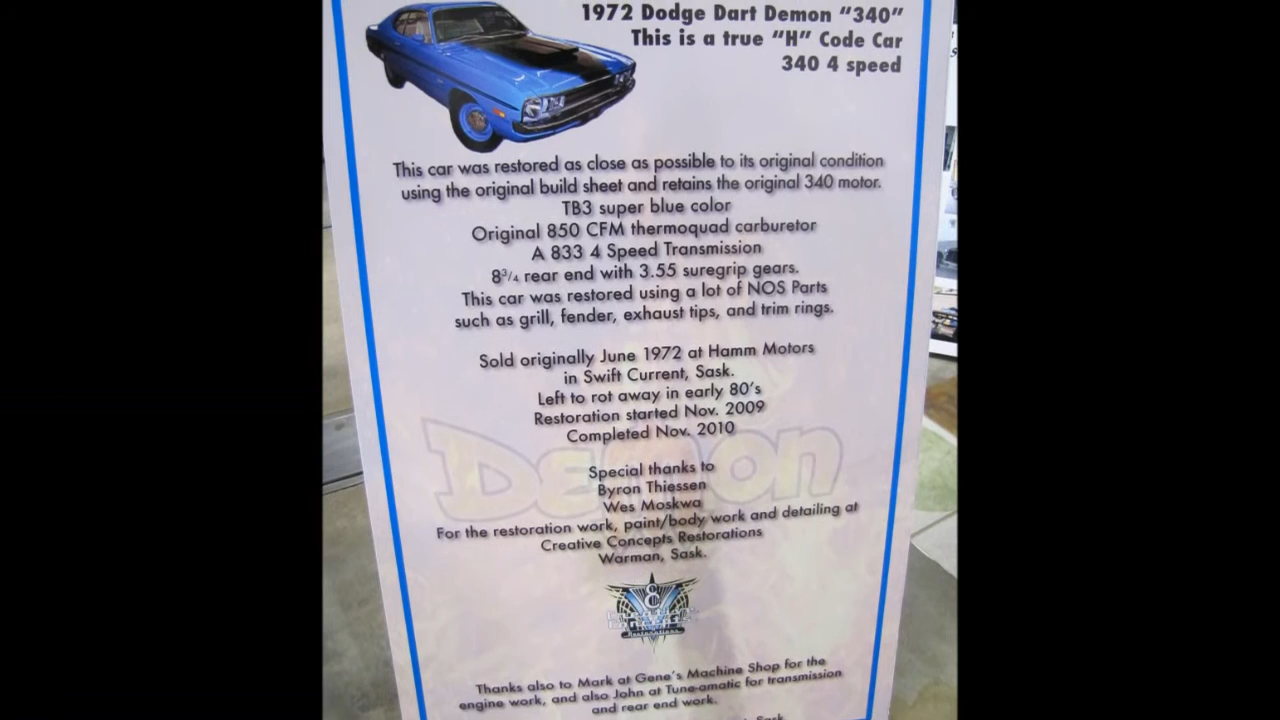 1972 Dodge Dart Demon “340”
This is a true “H” Code Car
340 4 speed
This car was restored as close as possible to its original condition
using the original build sheet and retains the original 340 motor.
TB3 super blue color
Original 850 CFM thermoquad carburetor
A 833 4 Speed Transmission
8³/₄ rear end with 3.55 suregrip gears.
This car was restored using a lot of NOS Parts
such as grill, fender, exhaust tips, and trim rings.
Sold originally June 1972 at Hamm Motors
in Swift Current, Sask.
Left to rot away in early 80’s
Restoration started Nov. 2009
Completed Nov. 2010
Demon
Special thanks to
Byron Thiessen
Wes Moskwa
For the restoration work, paint/body work and detailing at
Creative Concepts Restorations
Warman, Sask.
8
Thanks also to Mark at Gene’s Machine Shop for the
engine work, and also John at Tune-amatic for transmission
and rear end work.
Sask.